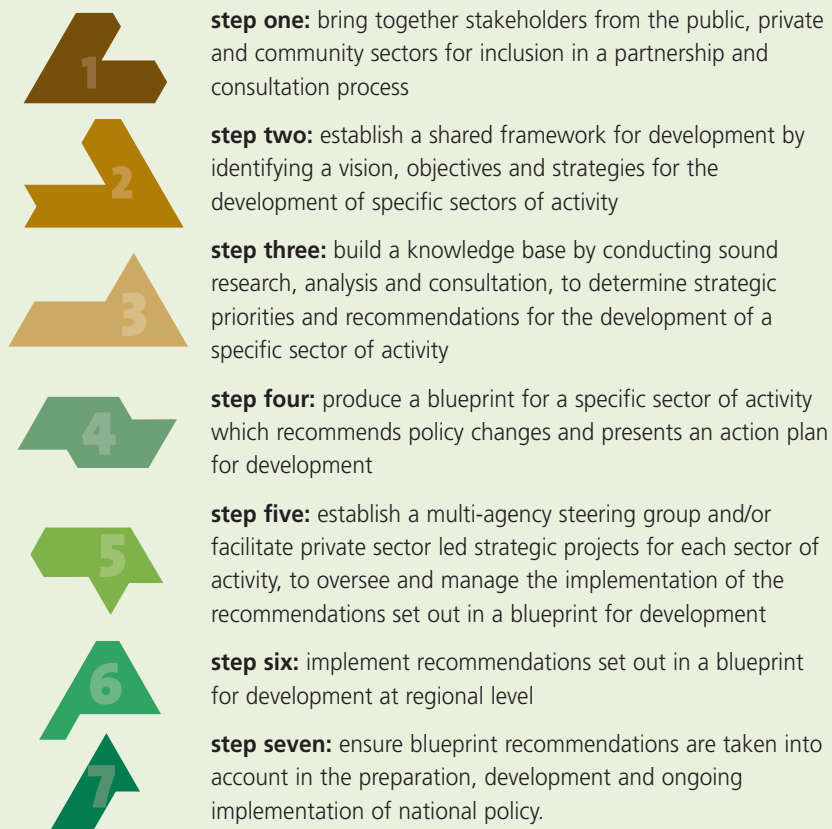 1
step one: bring together stakeholders from the public, private
and community sectors for inclusion in a partnership and
consultation process
2
step two: establish a shared framework for development by
identifying a vision, objectives and strategies for the
development of specific sectors of activity
3
step three: build a knowledge base by conducting sound
research, analysis and consultation, to determine strategic
priorities and recommendations for the development of a
specific sector of activity
4
step four: produce a blueprint for a specific sector of activity
which recommends policy changes and presents an action plan
for development
5
step five: establish a multi-agency steering group and/or
facilitate private sector led strategic projects for each sector of
activity, to oversee and manage the implementation of the
recommendations set out in a blueprint for development
6
step six: implement recommendations set out in a blueprint
for development at regional level
7
step seven: ensure blueprint recommendations are taken into
account in the preparation, development and ongoing
implementation of national policy.